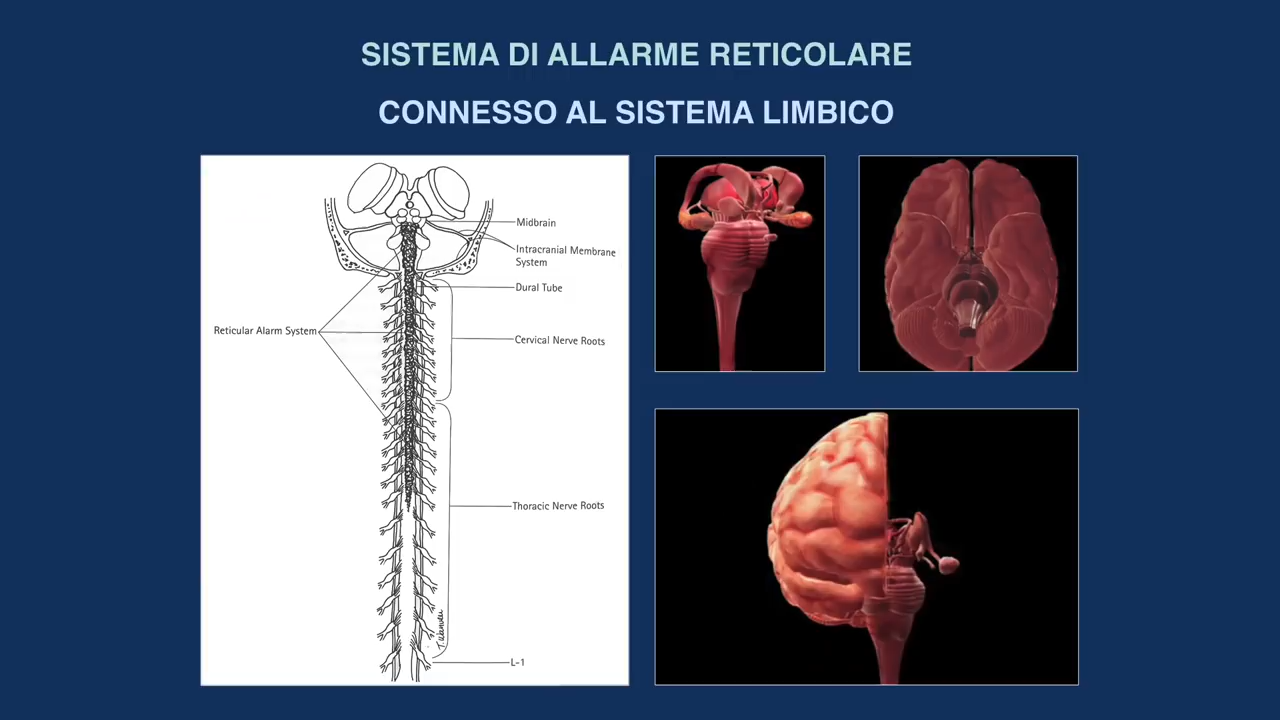 SISTEMA DI ALLARME RETICOLARE
CONNESSO AL SISTEMA LIMBICO
Midbrain
Intracranial Membrane
System
Dural Tube
Reticular Alarm System
Cervical Nerve Roots
Thoracic Nerve Roots
L-1